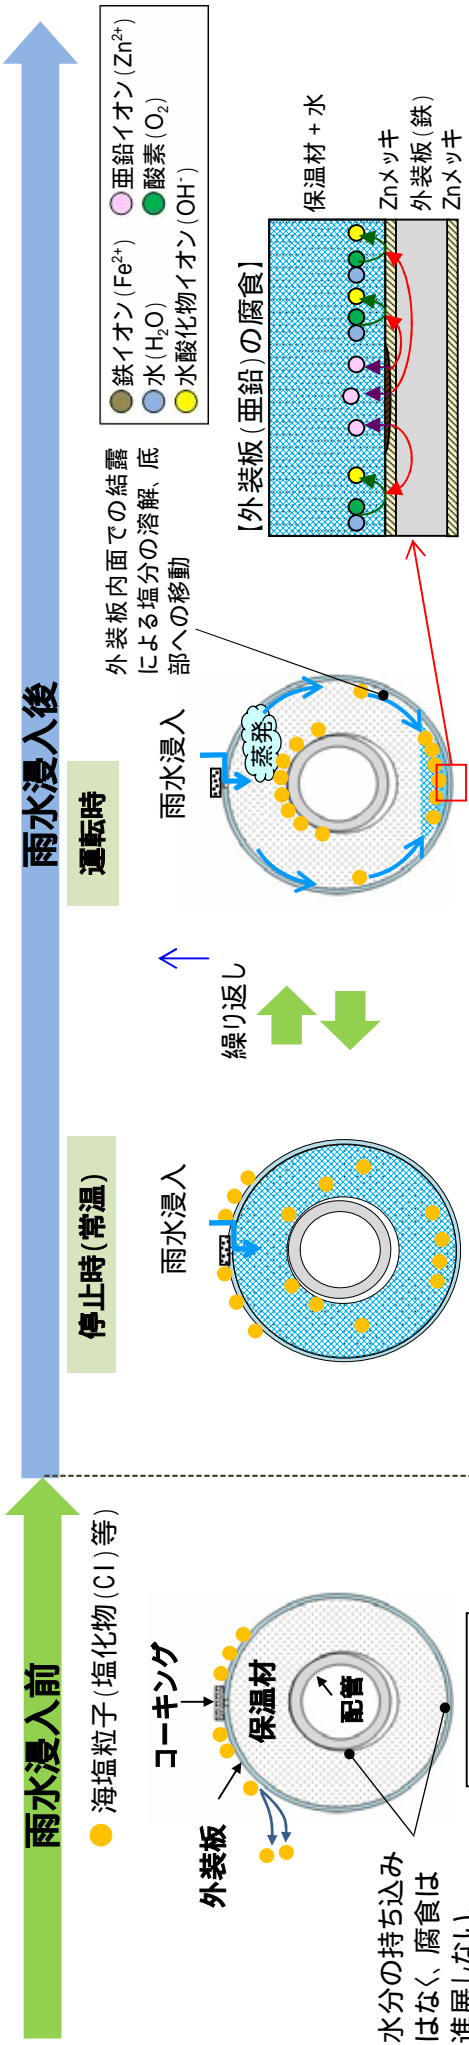 雨水浸入前
雨水浸入後
海塩粒子(塩化物(Cl)等)
コーキング
外装板
保温材
配管
水分の持ち込み
はなく、腐食は
進展しない
停止時(常温)
雨水浸入
繰り返し
運転時
雨水浸入
蒸発
外装板内面での結露
による塩分の溶解、底
部への移動
鉄イオン(Fe²⁺)
亜鉛イオン(Zn²⁺)
水(H₂O)
酸素(O₂)
水酸化物イオン(OH⁻)
【外装板(亜鉛)の腐食】
保温材+水
Znメッキ
外装板(鉄)
Znメッキ